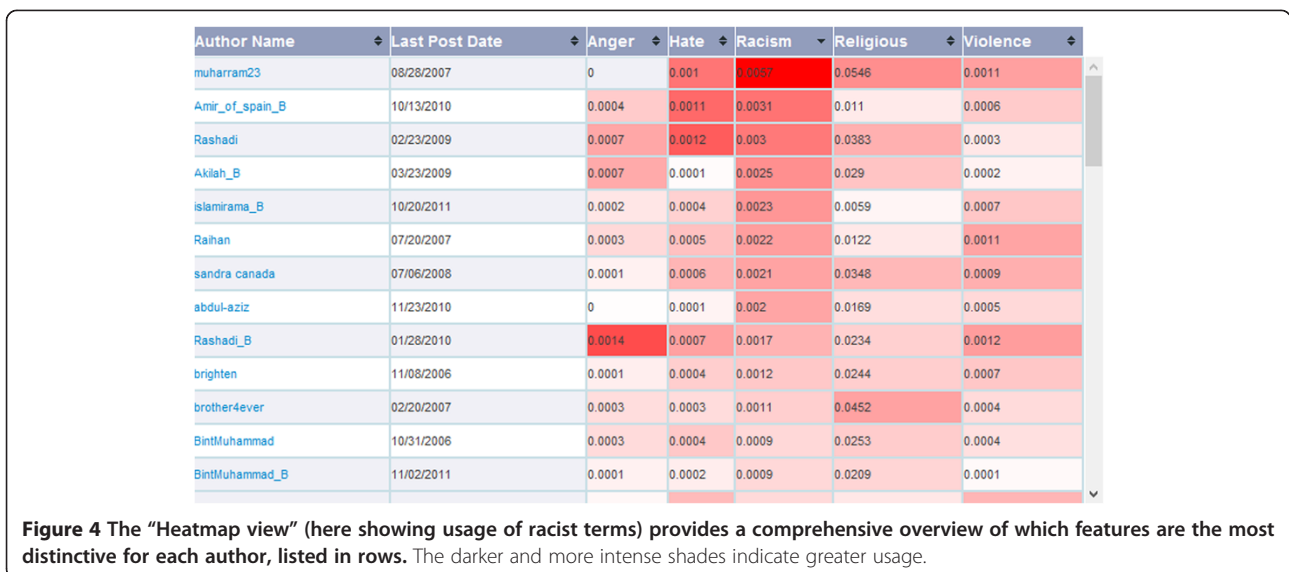 Author Name Last Post Date Anger Hate Racism Religious Violence
muharram23 08/28/2007 0 0.001 0.0057 0.0546 0.0011
Amir_of_spain_B 10/13/2010 0.0004 0.0011 0.0031 0.011 0.0006
Rashadi 02/23/2009 0.0007 0.0012 0.003 0.0383 0.0003
Akilah_B 03/23/2009 0.0007 0.0001 0.0025 0.029 0.0002
islamirama_B 10/20/2011 0.0002 0.0004 0.0023 0.0059 0.0007
Raihan 07/20/2007 0.0003 0.0005 0.0022 0.0122 0.0011
sandra canada 07/06/2008 0.0001 0.0006 0.0021 0.0348 0.0009
abdul-aziz 11/23/2010 0 0.0001 0.002 0.0169 0.0005
Rashadi_B 01/28/2010 0.0014 0.0007 0.0017 0.0234 0.0012
brighten 11/08/2006 0.0001 0.0004 0.0012 0.0244 0.0007
brother4ever 02/20/2007 0.0003 0.0003 0.0011 0.0452 0.0004
BintMuhammad 10/31/2006 0.0003 0.0004 0.0009 0.0253 0.0004
BintMuhammad_B 11/02/2011 0.0001 0.0002 0.0009 0.0209 0.0001
Figure 4 The “Heatmap view” (here showing usage of racist terms) provides a comprehensive overview of which features are the most
distinctive for each author, listed in rows. The darker and more intense shades indicate greater usage.